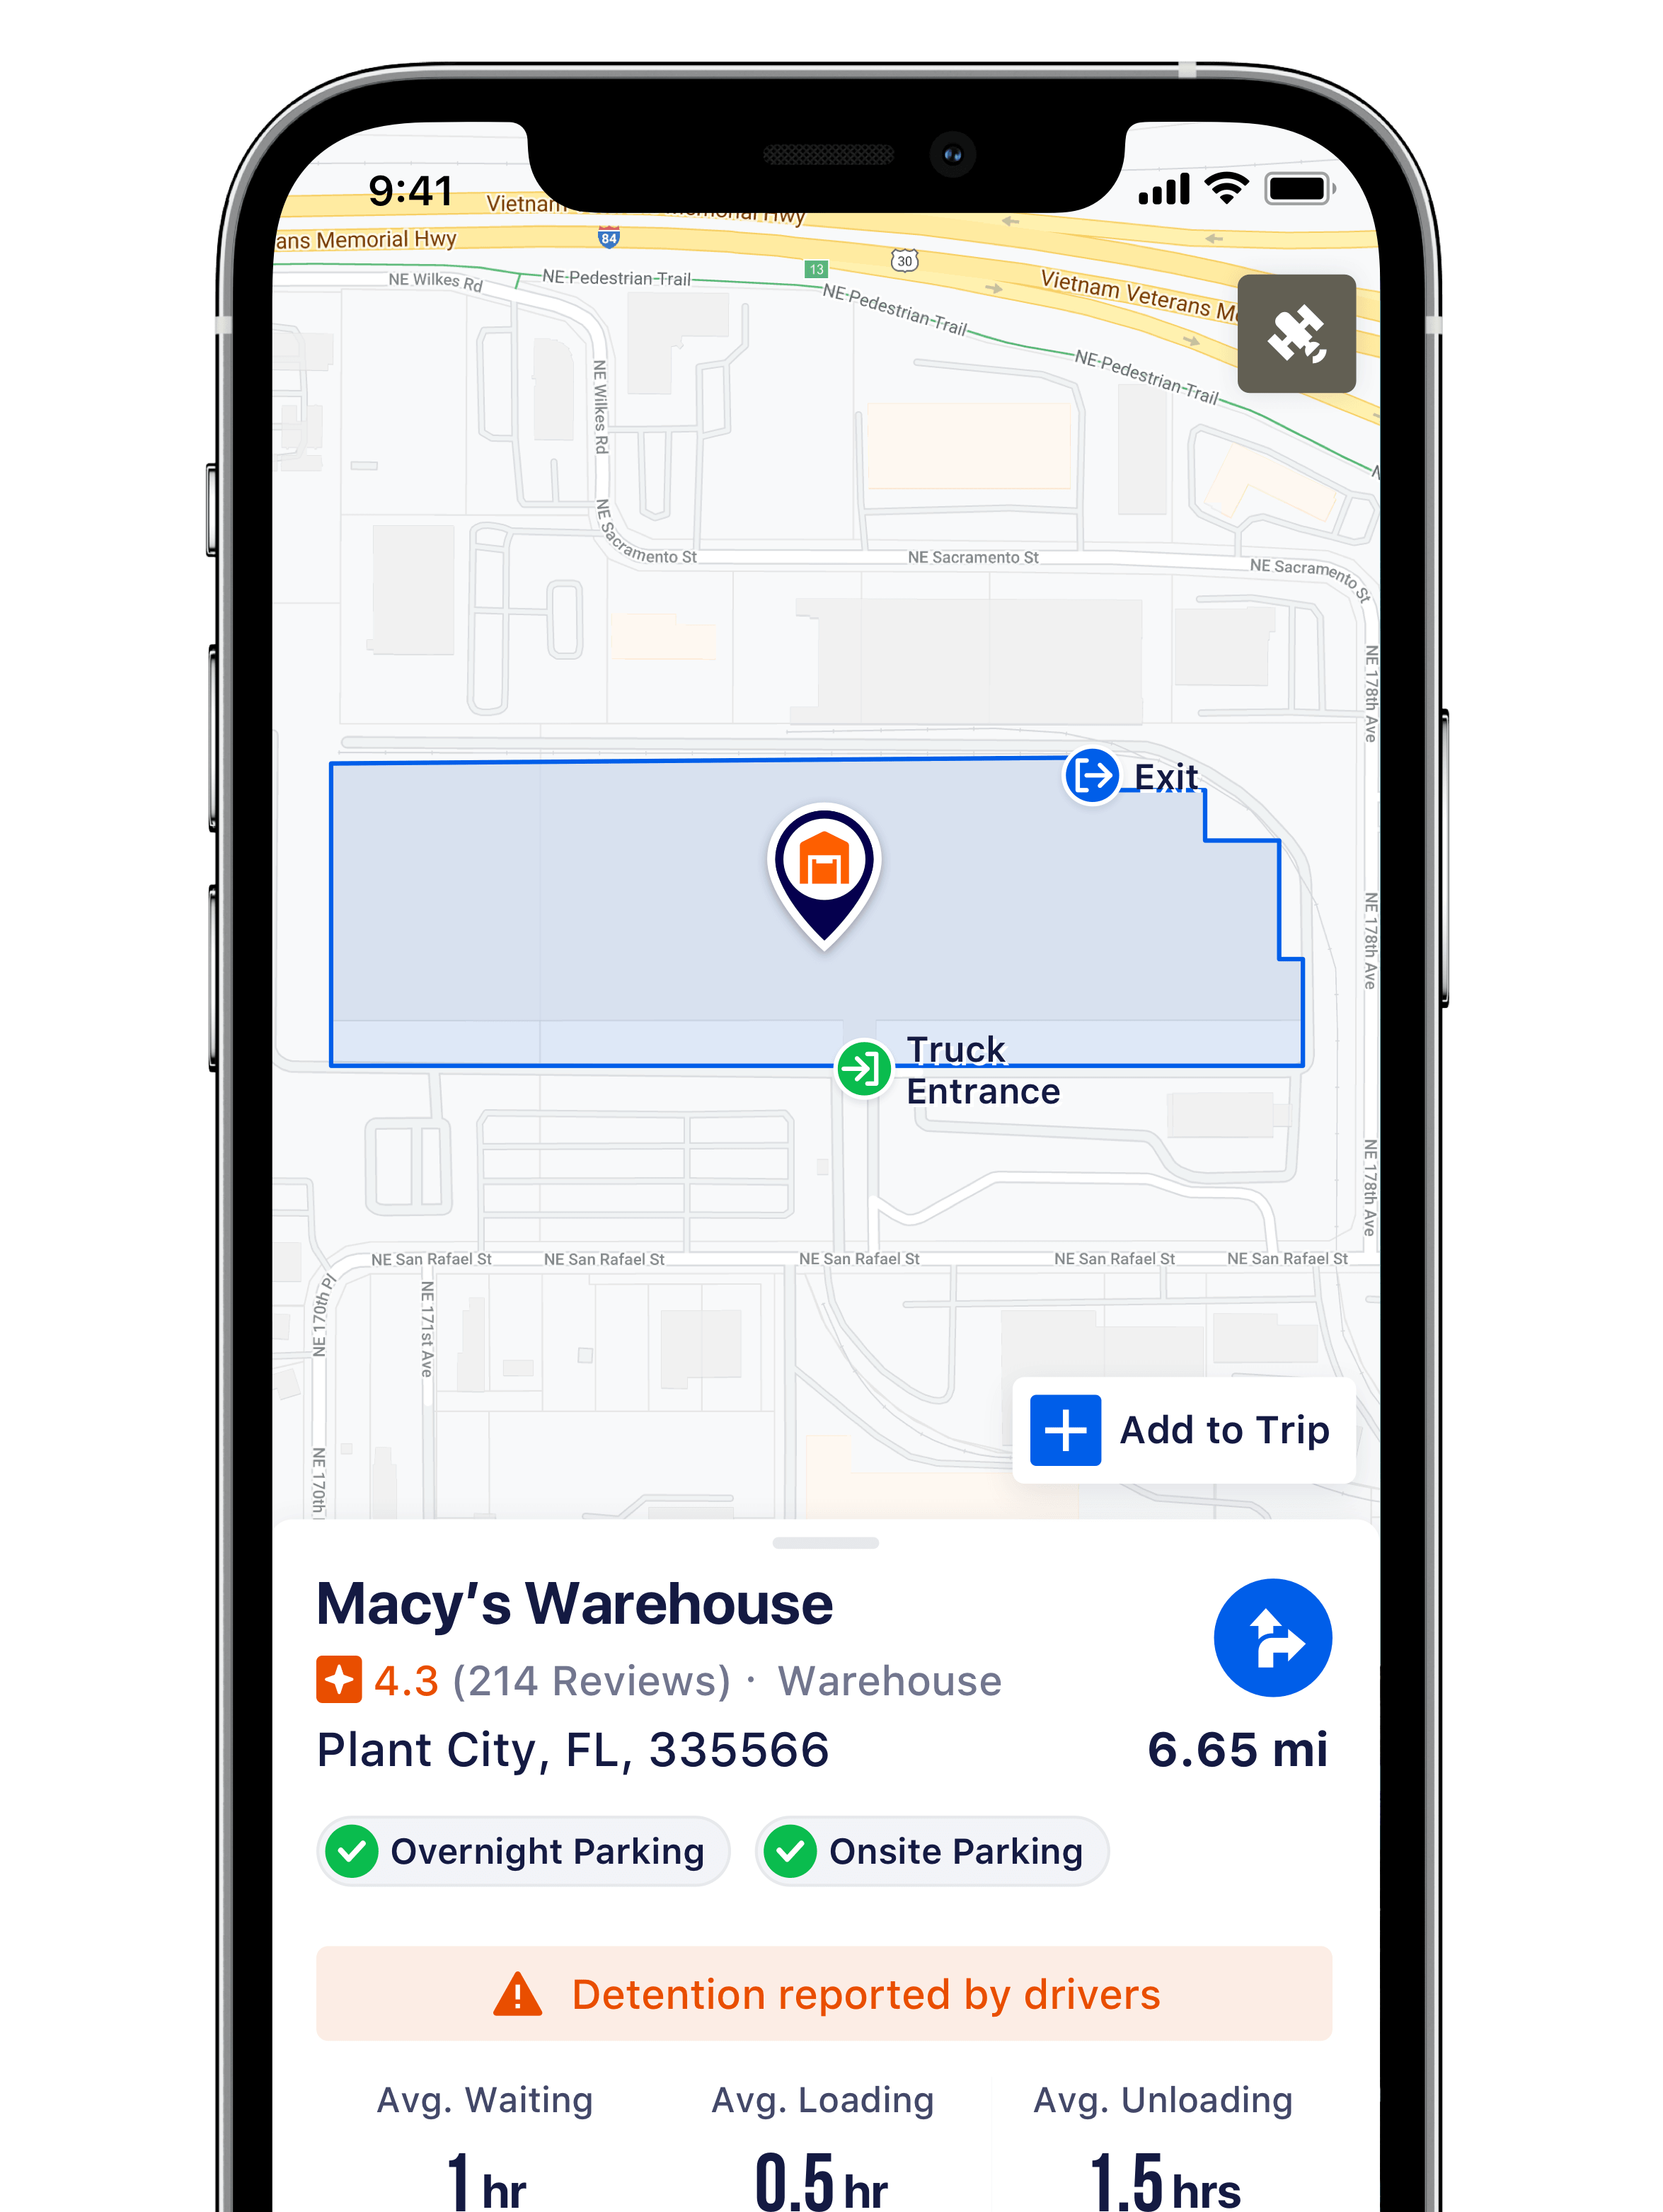 9:41
Vietnam
morial Hwy
ans Memorial Hwy
84
30
13
NE Wilkes Rd
NE Pedestrian Trail
NE Pedestrian Trail
Vietnam Veterans M
NE Pedestrian Trail
NE Wilkes Rd
NE Sacramento St
NE Sacramento St
NE Sacramento St
NE 178th Ave
Exit
NE 178th Ave
Truck
Entrance
NE 178th Ave
NE San Rafael St
NE San Rafael St
NE San Rafael St
NE San Rafael St
NE San Rafael St
NE 170th Pl
NE 171st Ave
NE 170th
Add to Trip
Macy's Warehouse
4.3 (214 Reviews) · Warehouse
Plant City, FL, 335566
6.65 mi
Overnight Parking
Onsite Parking
Detention reported by drivers
Avg. Waiting
Avg. Loading
Avg. Unloading
1 hr
0.5 hr
1.5 hrs